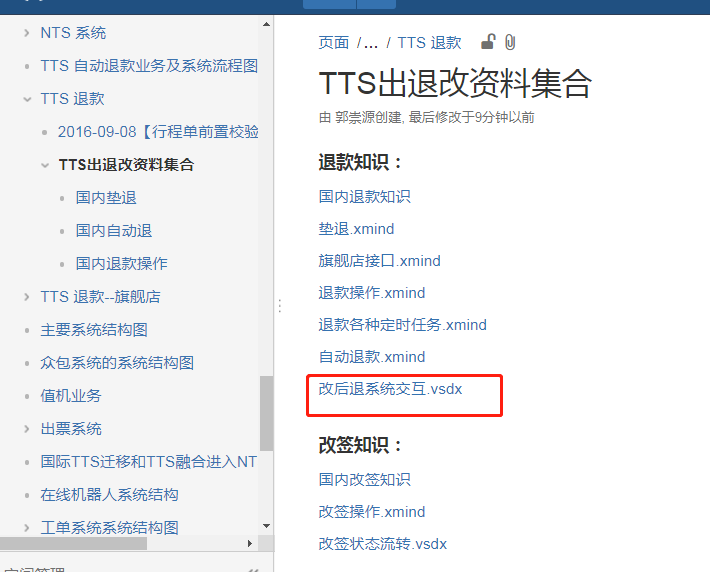 NTS 系统
TTS 自动退款业务及系统流程图
TTS 退款
2016-09-08【行程单前置校验
TTS出退改资料集合
国内垫退
国内自动退
国内退款操作
TTS 退款--旗舰店
主要系统结构图
众包系统的系统结构图
值机业务
出票系统
国际TTS迁移和TTS融合进入NT
在线机器人系统结构
工单系统系统结构图
空间管理
页面 /... / TTS 退款
TTS出退改资料集合
由 郭崇源创建, 最后修改于9分钟以前
退款知识：
国内退款知识
垫退.xmind
旗舰店接口.xmind
退款操作.xmind
退款各种定时任务.xmind
自动退款.xmind
改后退系统交互.vsdx
改签知识：
国内改签知识
改签操作.xmind
改签状态流转.vsdx